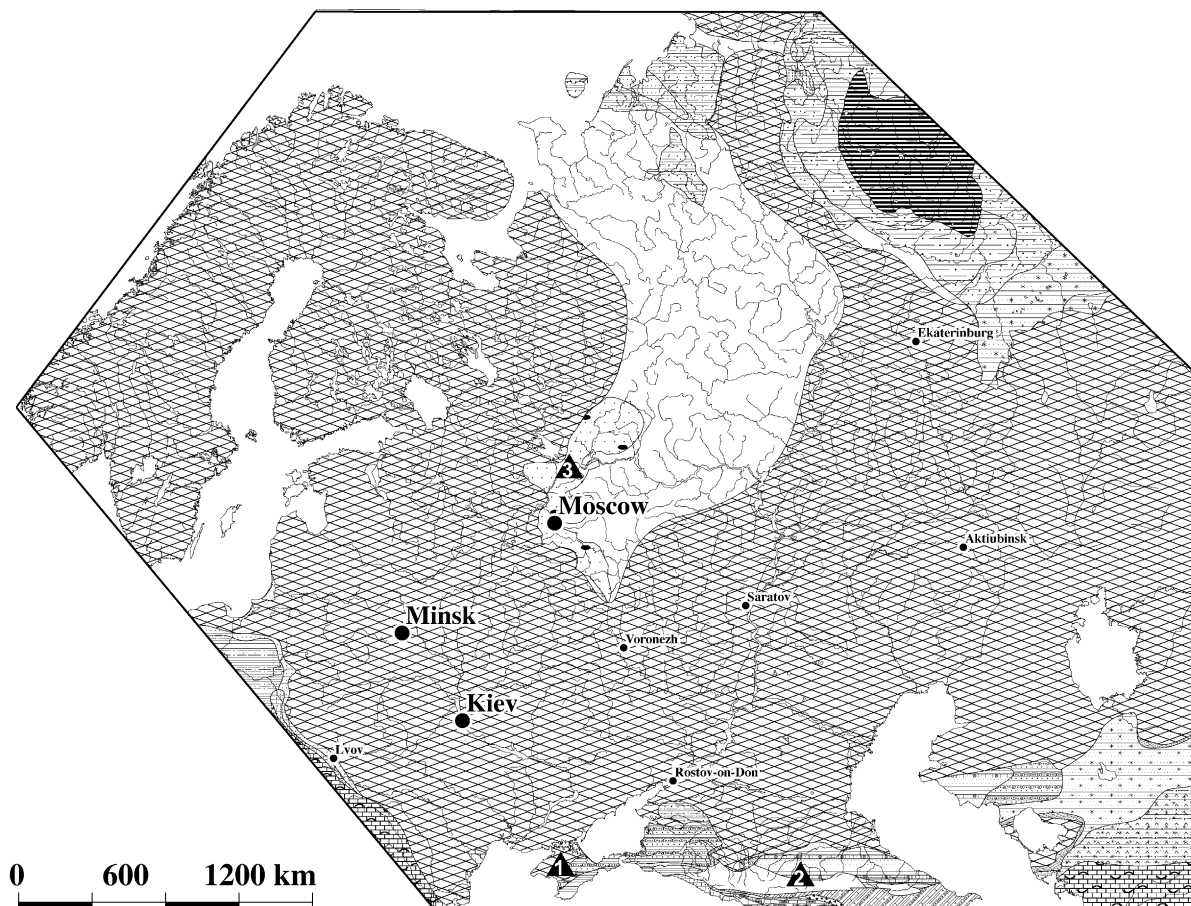 Ekaterinburg
3
Moscow
Aktiubinsk
Saratov
Minsk
Voronezh
Kiev
Lvov
Rostov-on-Don
1
2
0 600 1200 km